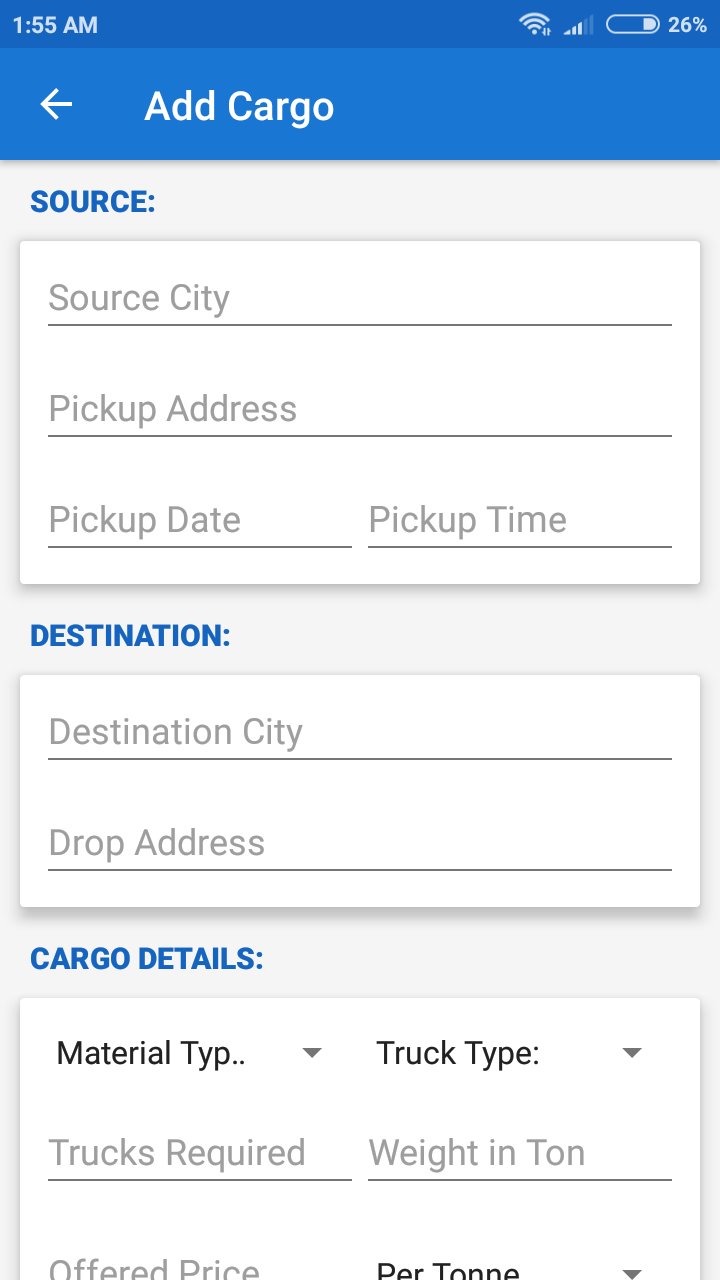 1:55 AM 26%
Add Cargo
SOURCE:
Source City
Pickup Address
Pickup Date Pickup Time
DESTINATION:
Destination City
Drop Address
CARGO DETAILS:
Material Typ.. Truck Type:
Trucks Required Weight in Ton
Offered Price Per Tonne